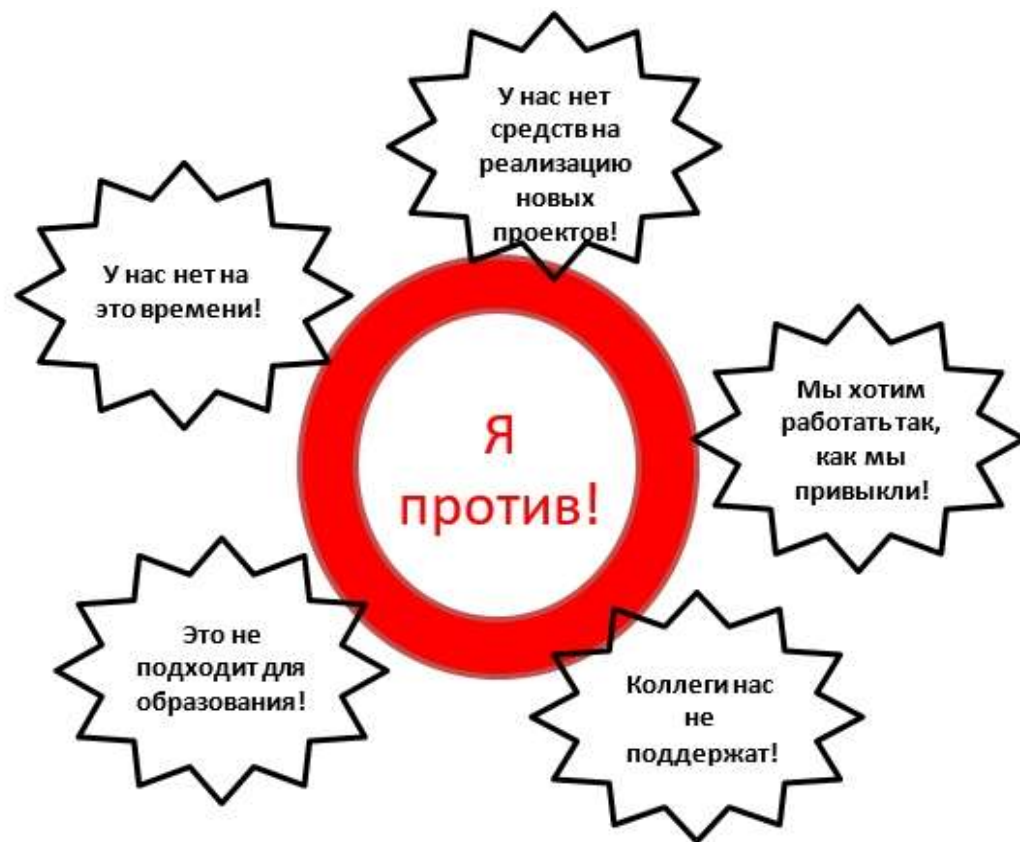 У нас нет
средств на
реализацию
новых
проектов!
У нас нет на
это времени!
Мы хотим
работать так,
как мы
привыкли!
Я
против!
Это не
подходит для
образования!
Коллеги нас
не
поддержат!